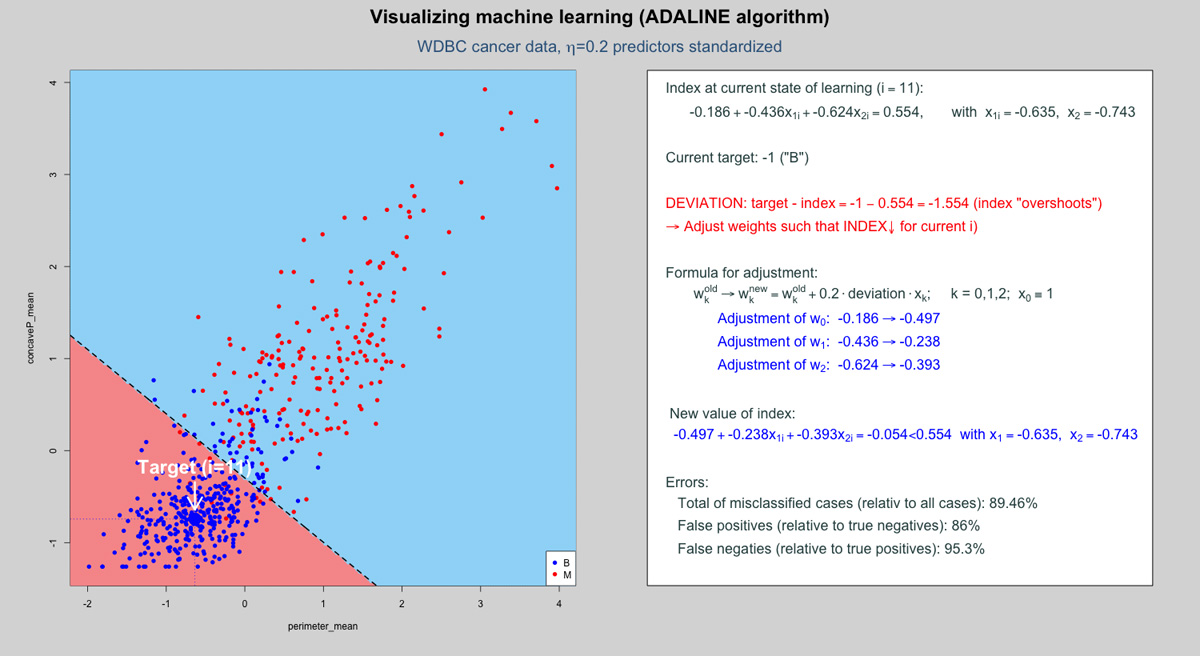 Visualizing machine learning (ADALINE algorithm)
WDBC cancer data, η=0.2 predictors standardized
concaveP_mean
4
3
2
1
0
-1
Target (i=11)
B
M
-2 -1 0 1 2 3 4
perimeter_mean
Index at current state of learning (i = 11):
-0.186 + -0.436x₁ᵢ + -0.624x₂ᵢ = 0.554, with x₁ᵢ = -0.635, x₂ = -0.743
Current target: -1 ("B")
DEVIATION: target - index = -1 − 0.554 = -1.554 (index "overshoots")
→ Adjust weights such that INDEX↓ for current i)
Formula for adjustment:
wₖ^old → wₖ^new = wₖ^old + 0.2 · deviation · xₖ; k = 0,1,2; x₀ ≡ 1
Adjustment of w₀: -0.186 → -0.497
Adjustment of w₁: -0.436 → -0.238
Adjustment of w₂: -0.624 → -0.393
New value of index:
-0.497 + -0.238x₁ᵢ + -0.393x₂ᵢ = -0.054<0.554 with x₁ = -0.635, x₂ = -0.743
Errors:
Total of misclassified cases (relativ to all cases): 89.46%
False positives (relative to true negatives): 86%
False negaties (relative to true positives): 95.3%